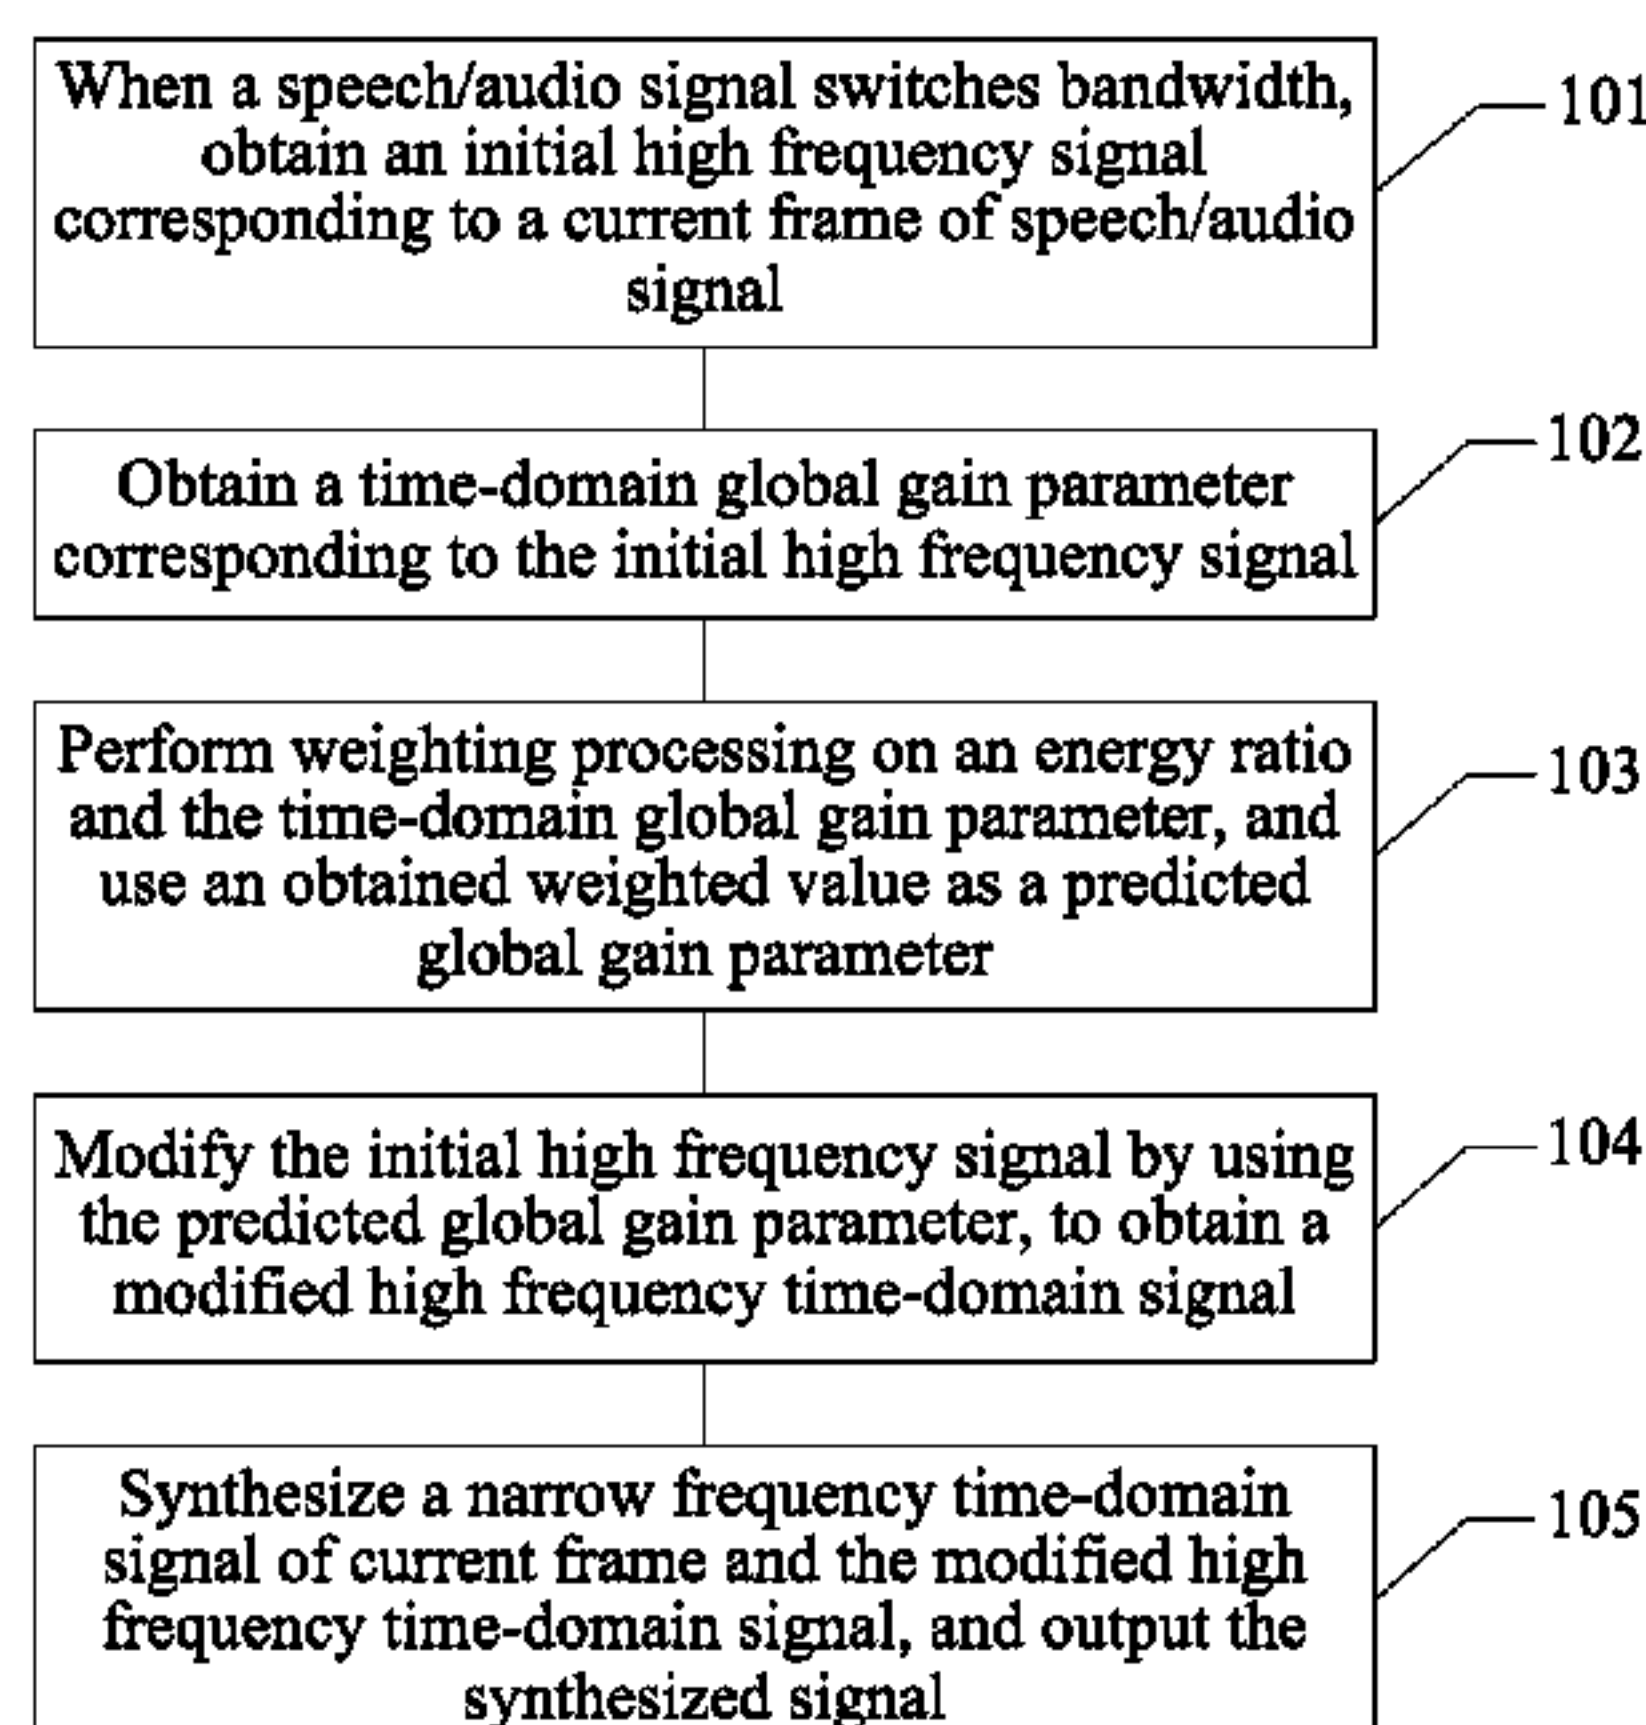 When a speech/audio signal switches bandwidth,
obtain an initial high frequency signal
corresponding to a current frame of speech/audio
signal
101
Obtain a time-domain global gain parameter
corresponding to the initial high frequency signal
102
Perform weighting processing on an energy ratio
and the time-domain global gain parameter, and
use an obtained weighted value as a predicted
global gain parameter
103
Modify the initial high frequency signal by using
the predicted global gain parameter, to obtain a
modified high frequency time-domain signal
104
Synthesize a narrow frequency time-domain
signal of current frame and the modified high
frequency time-domain signal, and output the
synthesized signal
105